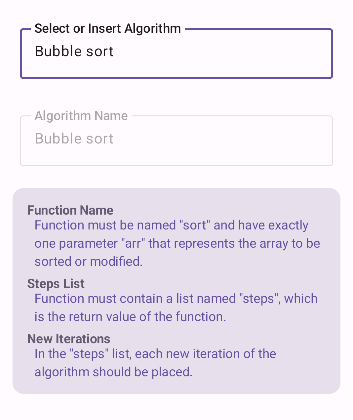 Select or Insert Algorithm
Bubble sort
Algorithm Name
Bubble sort
Function Name
Function must be named "sort" and have exactly
one parameter "arr" that represents the array to be
sorted or modified.
Steps List
Function must contain a list named "steps", which
is the return value of the function.
New Iterations
In the "steps" list, each new iteration of the
algorithm should be placed.